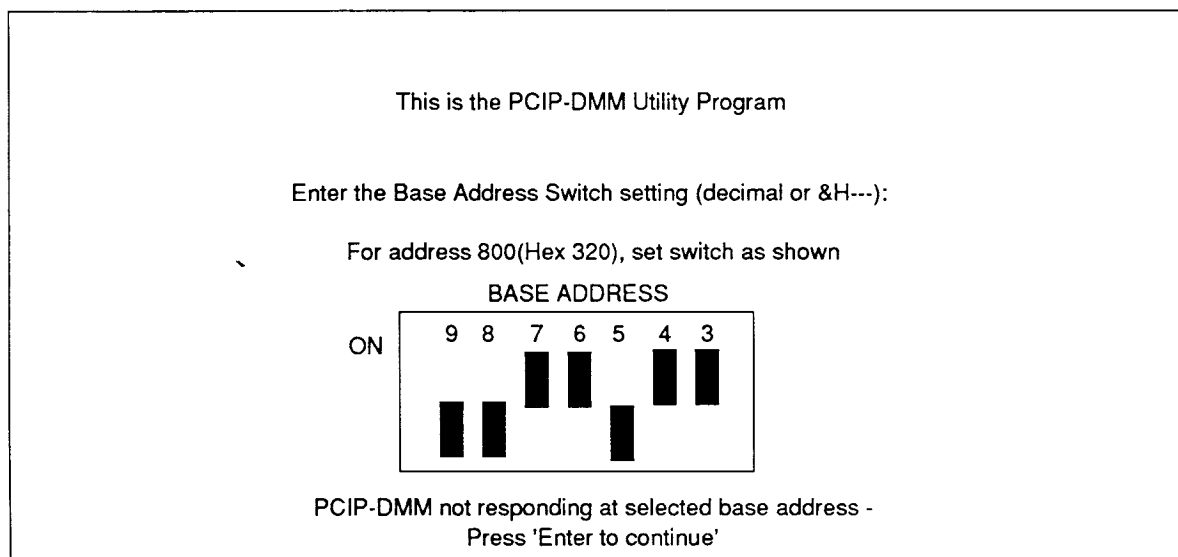 This is the PCIP-DMM Utility Program
Enter the Base Address Switch setting (decimal or &H---):
For address 800(Hex 320), set switch as shown
BASE ADDRESS
ON 9 8 7 6 5 4 3
PCIP-DMM not responding at selected base address -
Press 'Enter to continue'